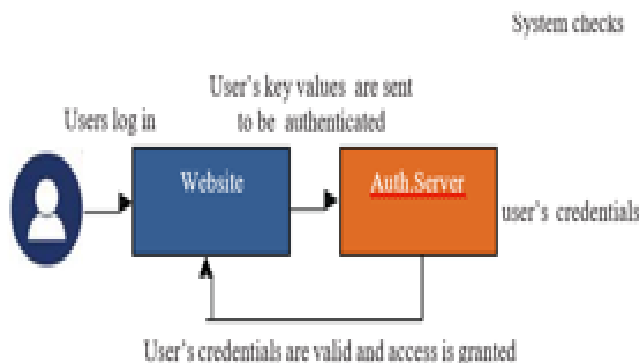 System checks
User's key values are sent
to be authenticated
Users log in
Website
Auth.Server
user's credentials
User's credentials are valid and access is granted